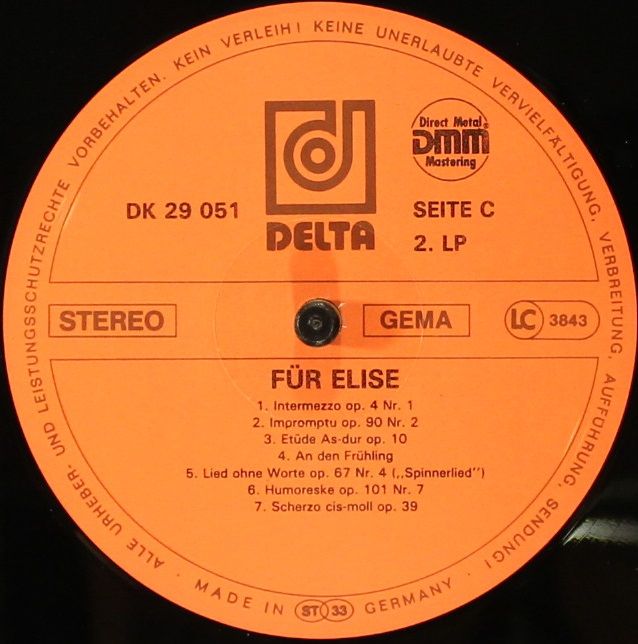 ALLE URHEBER- UND LEISTUNGSSCHUTZRECHTE VORBEHALTEN. KEIN VERLEIH! KEINE UNERLAUBTE VERVIELFÄLTIGUNG, VERBREITUNG, AUFFÜHRUNG, SENDUNG!
Direct Metal
DMM
Mastering
d
DELTA
DK 29 051
SEITE C
2. LP
STEREO
GEMA
LC 3843
FÜR ELISE
1. Intermezzo op. 4 Nr. 1
2. Impromptu op. 90 Nr. 2
3. Etüde As-dur op. 10
4. An den Frühling
5. Lied ohne Worte op. 67 Nr. 4 („Spinnerlied”)
6. Humoreske op. 101 Nr. 7
7. Scherzo cis-moll op. 39
· MADE IN ST 33 GERMANY ·